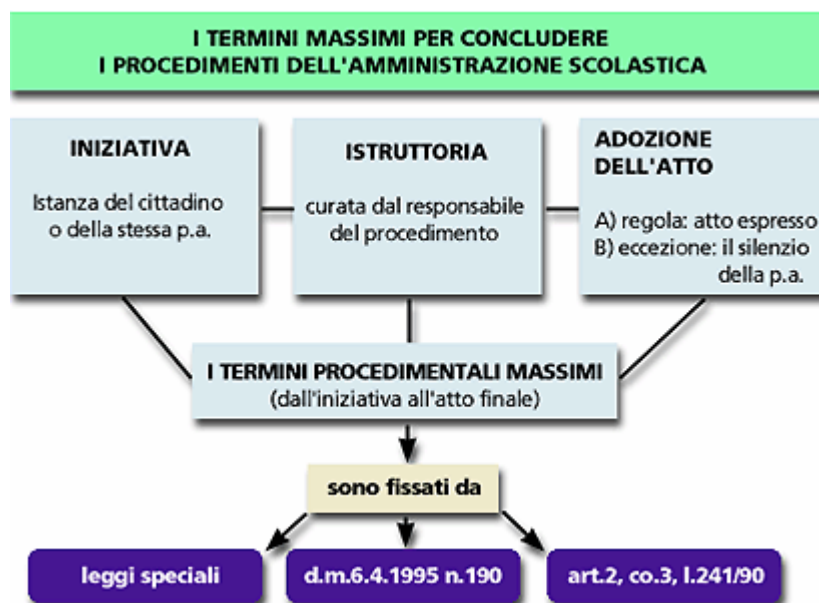 I TERMINI MASSIMI PER CONCLUDERE
I PROCEDIMENTI DELL'AMMINISTRAZIONE SCOLASTICA
INIZIATIVA
Istanza del cittadino
o della stessa p.a.
ISTRUTTORIA
curata dal responsabile
del procedimento
ADOZIONE
DELL'ATTO
A) regola: atto espresso
B) eccezione: il silenzio
della p.a.
I TERMINI PROCEDIMENTALI MASSIMI
(dall'iniziativa all'atto finale)
sono fissati da
leggi speciali
d.m.6.4.1995 n.190
art.2, co.3, l.241/90